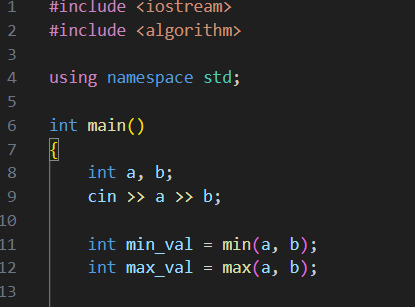 1 #include <iostream>
2 #include <algorithm>
3
4 using namespace std;
5
6 int main()
7 {
8     int a, b;
9     cin >> a >> b;
10
11     int min_val = min(a, b);
12     int max_val = max(a, b);
13